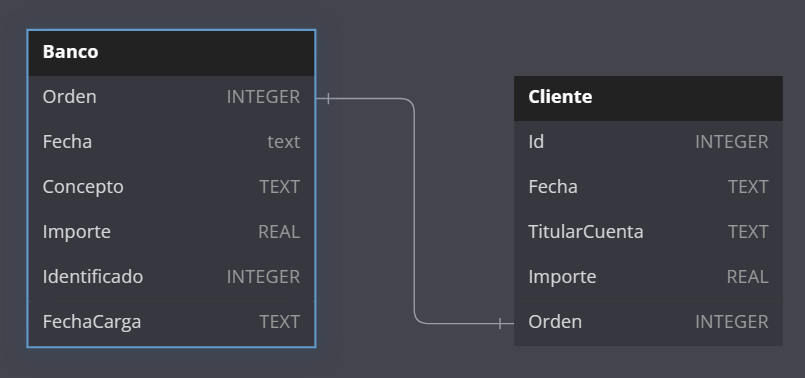 Banco
Orden INTEGER
Fecha text
Concepto TEXT
Importe REAL
Identificado INTEGER
FechaCarga TEXT
Cliente
Id INTEGER
Fecha TEXT
TitularCuenta TEXT
Importe REAL
Orden INTEGER